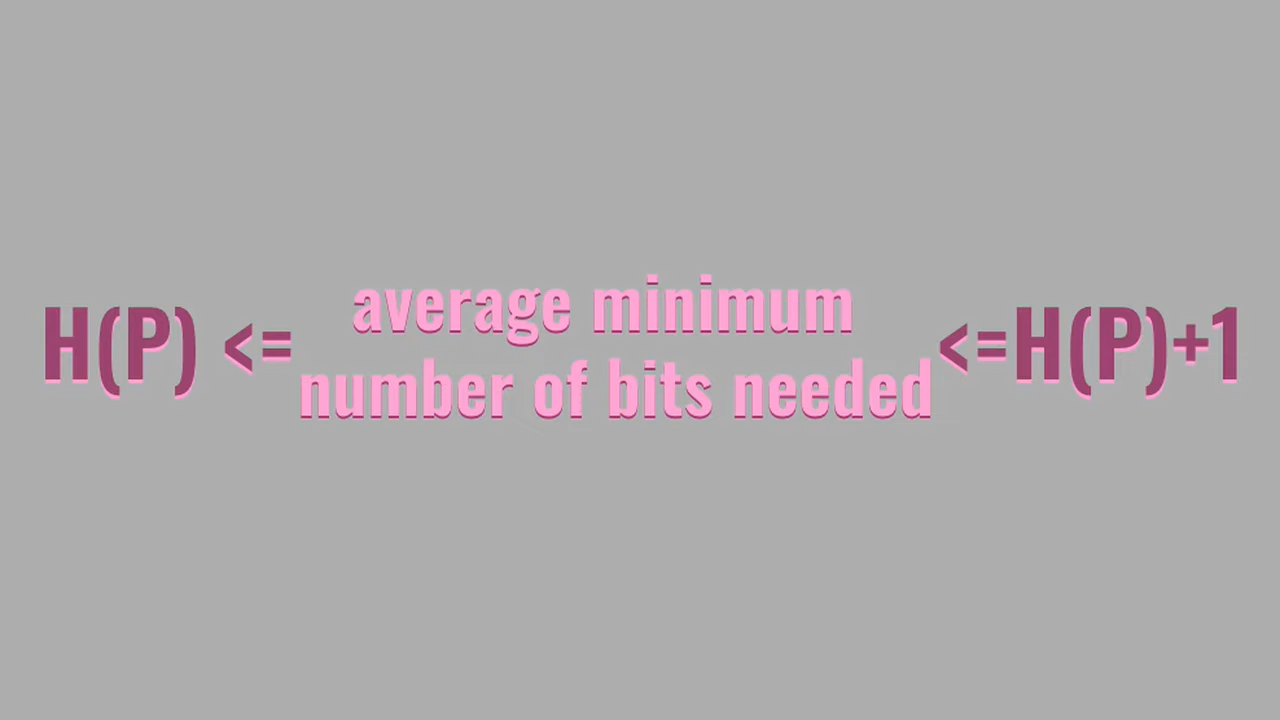 H(P) <= average minimum number of bits needed <=H(P)+1